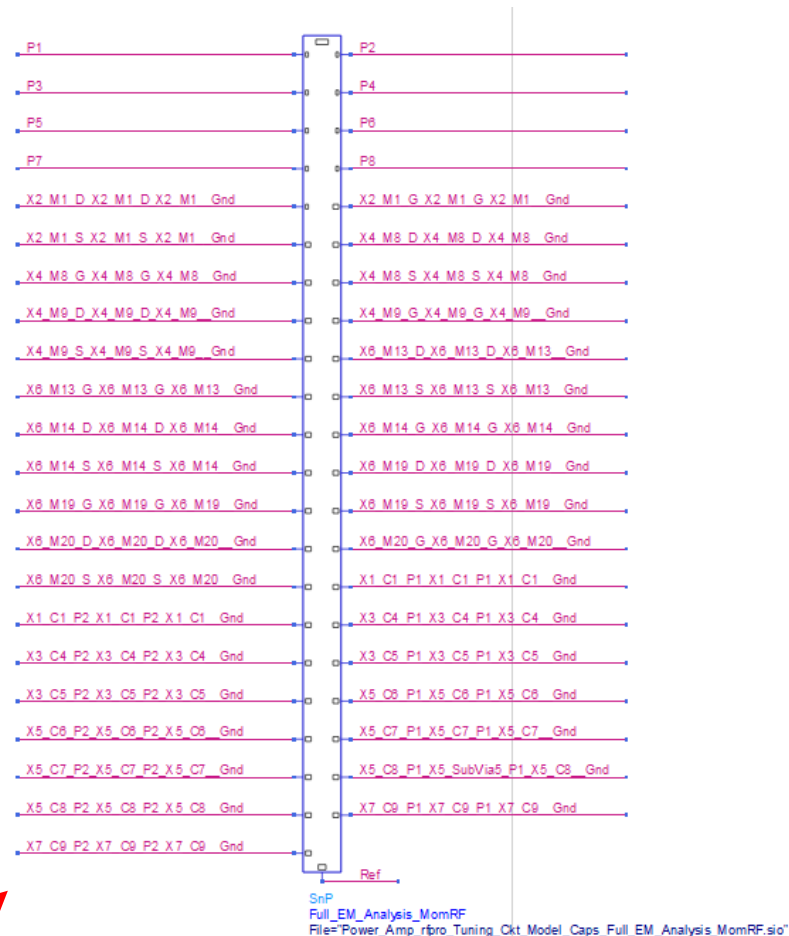 P1 P2
P3 P4
P5 P6
P7 P8
X2_M1_D_X2_M1_D_X2_M1__Gnd X2_M1_G_X2_M1_G_X2_M1__Gnd
X2_M1_S_X2_M1_S_X2_M1__Gnd X4_M8_D_X4_M8_D_X4_M8__Gnd
X4_M8_G_X4_M8_G_X4_M8__Gnd X4_M8_S_X4_M8_S_X4_M8__Gnd
X4_M9_D_X4_M9_D_X4_M9__Gnd X4_M9_G_X4_M9_G_X4_M9__Gnd
X4_M9_S_X4_M9_S_X4_M9__Gnd X6_M13_D_X6_M13_D_X6_M13__Gnd
X6_M13_G_X6_M13_G_X6_M13__Gnd X6_M13_S_X6_M13_S_X6_M13__Gnd
X6_M14_D_X6_M14_D_X6_M14__Gnd X6_M14_G_X6_M14_G_X6_M14__Gnd
X6_M14_S_X6_M14_S_X6_M14__Gnd X6_M19_D_X6_M19_D_X6_M19__Gnd
X6_M19_G_X6_M19_G_X6_M19__Gnd X6_M19_S_X6_M19_S_X6_M19__Gnd
X6_M20_D_X6_M20_D_X6_M20__Gnd X6_M20_G_X6_M20_G_X6_M20__Gnd
X6_M20_S_X6_M20_S_X6_M20__Gnd X1_C1_P1_X1_C1_P1_X1_C1__Gnd
X1_C1_P2_X1_C1_P2_X1_C1__Gnd X3_C4_P1_X3_C4_P1_X3_C4__Gnd
X3_C4_P2_X3_C4_P2_X3_C4__Gnd X3_C5_P1_X3_C5_P1_X3_C5__Gnd
X3_C5_P2_X3_C5_P2_X3_C5__Gnd X5_C6_P1_X5_C6_P1_X5_C6__Gnd
X5_C6_P2_X5_C6_P2_X5_C6__Gnd X5_C7_P1_X5_C7_P1_X5_C7__Gnd
X5_C7_P2_X5_C7_P2_X5_C7__Gnd X5_C8_P1_X5_SubVia5_P1_X5_C8__Gnd
X5_C8_P2_X5_C8_P2_X5_C8__Gnd X7_C9_P1_X7_C9_P1_X7_C9__Gnd
X7_C9_P2_X7_C9_P2_X7_C9__Gnd
Ref
SnP
Full_EM_Analysis_MomRF
File="Power_Amp_rfpro_Tuning_Ckt_Model_Caps_Full_EM_Analysis_MomRF.sio"